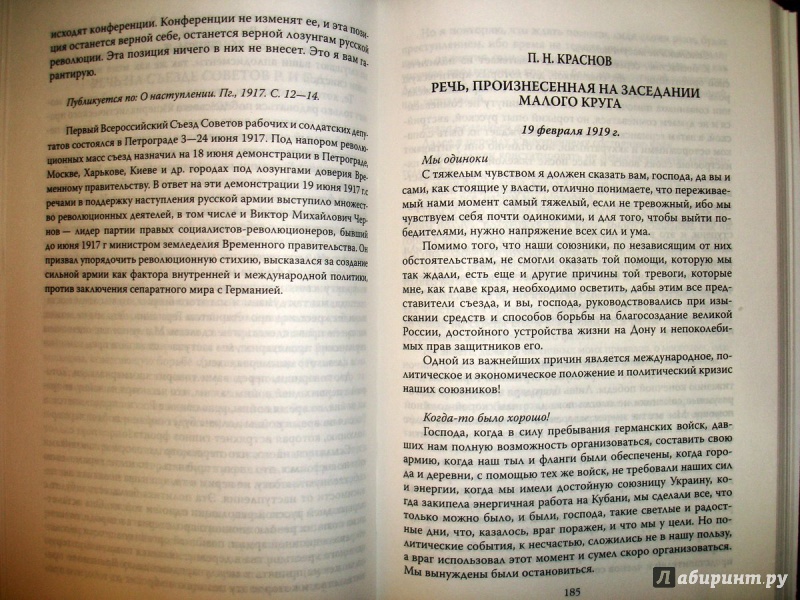 исходят конференции. Конференции не изменят ее, и эта пози-
ция останется верной себе, останется верной лозунгам русской
революции. Эта позиция ничего в них не внесет. Это я вам га-
рантирую.
Публикуется по: О наступлении. Пг., 1917. С. 12—14.
Первый Всероссийский Съезд Советов рабочих и солдатских депу-
татов состоялся в Петрограде 3—24 июня 1917. Под напором револю-
ционных масс съезд назначил на 18 июня демонстрации в Петрограде,
Москве, Харькове, Киеве и др. городах под лозунгами доверия Вре-
менному правительству. В ответ на эти демонстрации 19 июня 1917 г. с
речами в поддержку наступления русской армии выступило множест-
во революционных деятелей, в том числе и Виктор Михайлович Чер-
нов — лидер партии правых социалистов-революционеров, бывший
до июня 1917 г министром земледелия Временного правительства. Он
призвал упорядочить революционную стихию, высказался за создание
сильной армии как фактора внутренней и международной политики,
против заключения сепаратного мира с Германией.
П. Н. КРАСНОВ
РЕЧЬ, ПРОИЗНЕСЕННАЯ НА ЗАСЕДАНИИ
МАЛОГО КРУГА
19 февраля 1919 г.
Мы одиноки
С тяжелым чувством я должен сказать вам, господа, да вы и
сами, как стоящие у власти, отлично понимаете, что переживае-
мый нами момент самый тяжелый, если не тревожный, ибо мы
чувствуем себя почти одинокими, и для того, чтобы выйти по-
бедителями, нужно напряжение всех сил и ума.
Помимо того, что наши союзники, по независящим от них
обстоятельствам, не смогли оказать той помощи, которую мы
так ждали, есть еще и другие причины той тревоги, которые
мне, как главе края, необходимо осветить, дабы этим все пред-
ставители съезда, и вы, господа, руководствовались при изы-
скании средств и способов борьбы на благосоздание великой
России, достойного устройства жизни на Дону и непоколеби-
мых прав защитников его.
Одной из важнейших причин является международное, по-
литическое и экономическое положение и политический кризис
наших союзников!
Когда-то было хорошо!
Господа, когда в силу пребывания германских войск, дав-
ших нам полную возможность организоваться, составить свою
армию, когда наш тыл и фланги были обеспечены, когда горо-
да и деревни, с помощью тех же войск, не требовали наших сил
и энергии, когда мы имели достойную союзницу Украину, ко-
гда закипела энергичная работа на Кубани, мы сделали все, что
только можно было, и были, господа, такие светлые и радост-
ные дни, что, казалось, враг поражен, и что мы у цели. Но по-
литические события, к несчастью, сложились не в нашу пользу,
а враг использовал этот момент и сумел скоро организоваться.
Мы вынуждены были остановиться.
185
Лабиринт.ру